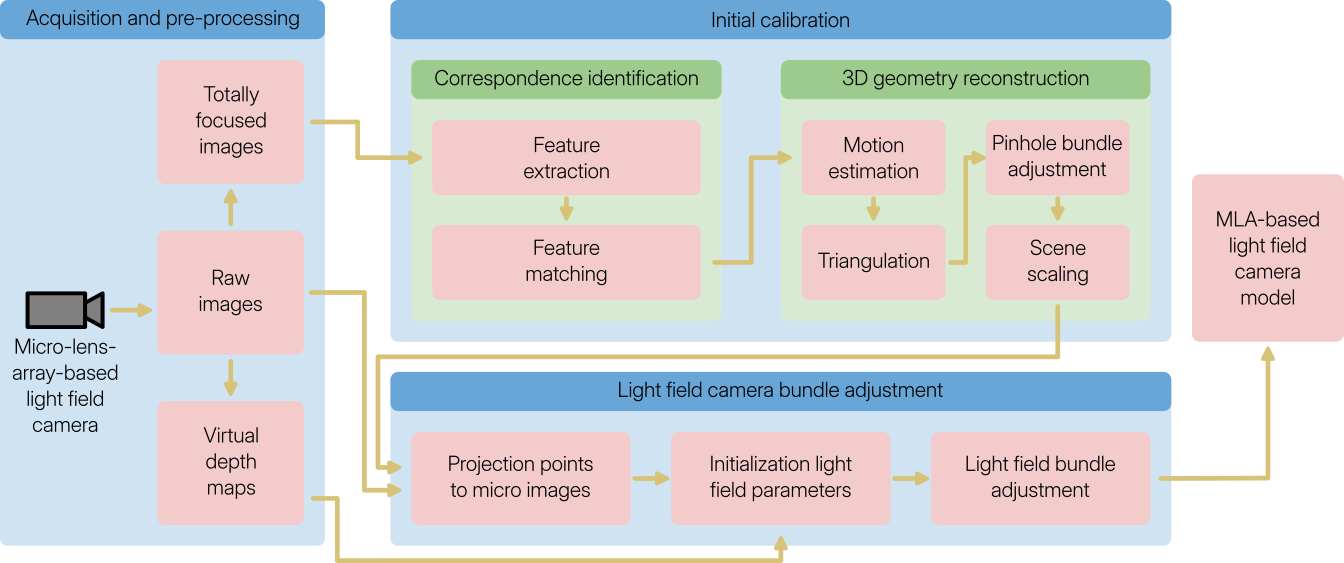 Acquisition and pre-processing
Totally
focused
images
Raw
images
Micro-lens-
array-based
light field
camera
Virtual
depth
maps
Initial calibration
Correspondence identification
Feature
extraction
Feature
matching
3D geometry reconstruction
Motion
estimation
Triangulation
Pinhole bundle
adjustment
Scene
scaling
Light field camera bundle adjustment
Projection points
to micro images
Initialization light
field parameters
Light field bundle
adjustment
MLA-based
light field
camera
model